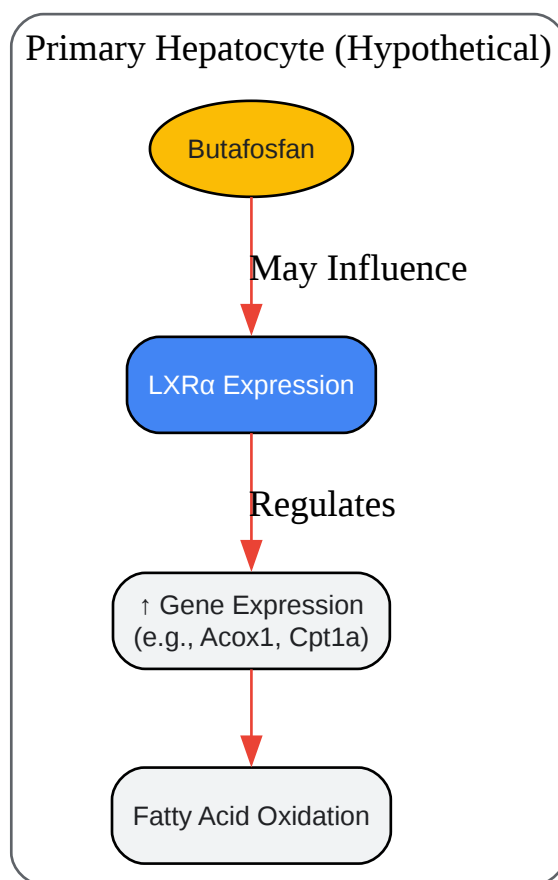 Primary Hepatocyte (Hypothetical)
Butafosfan
May Influence
LXRα Expression
Regulates
↑ Gene Expression
(e.g., Acox1, Cpt1a)
Fatty Acid Oxidation